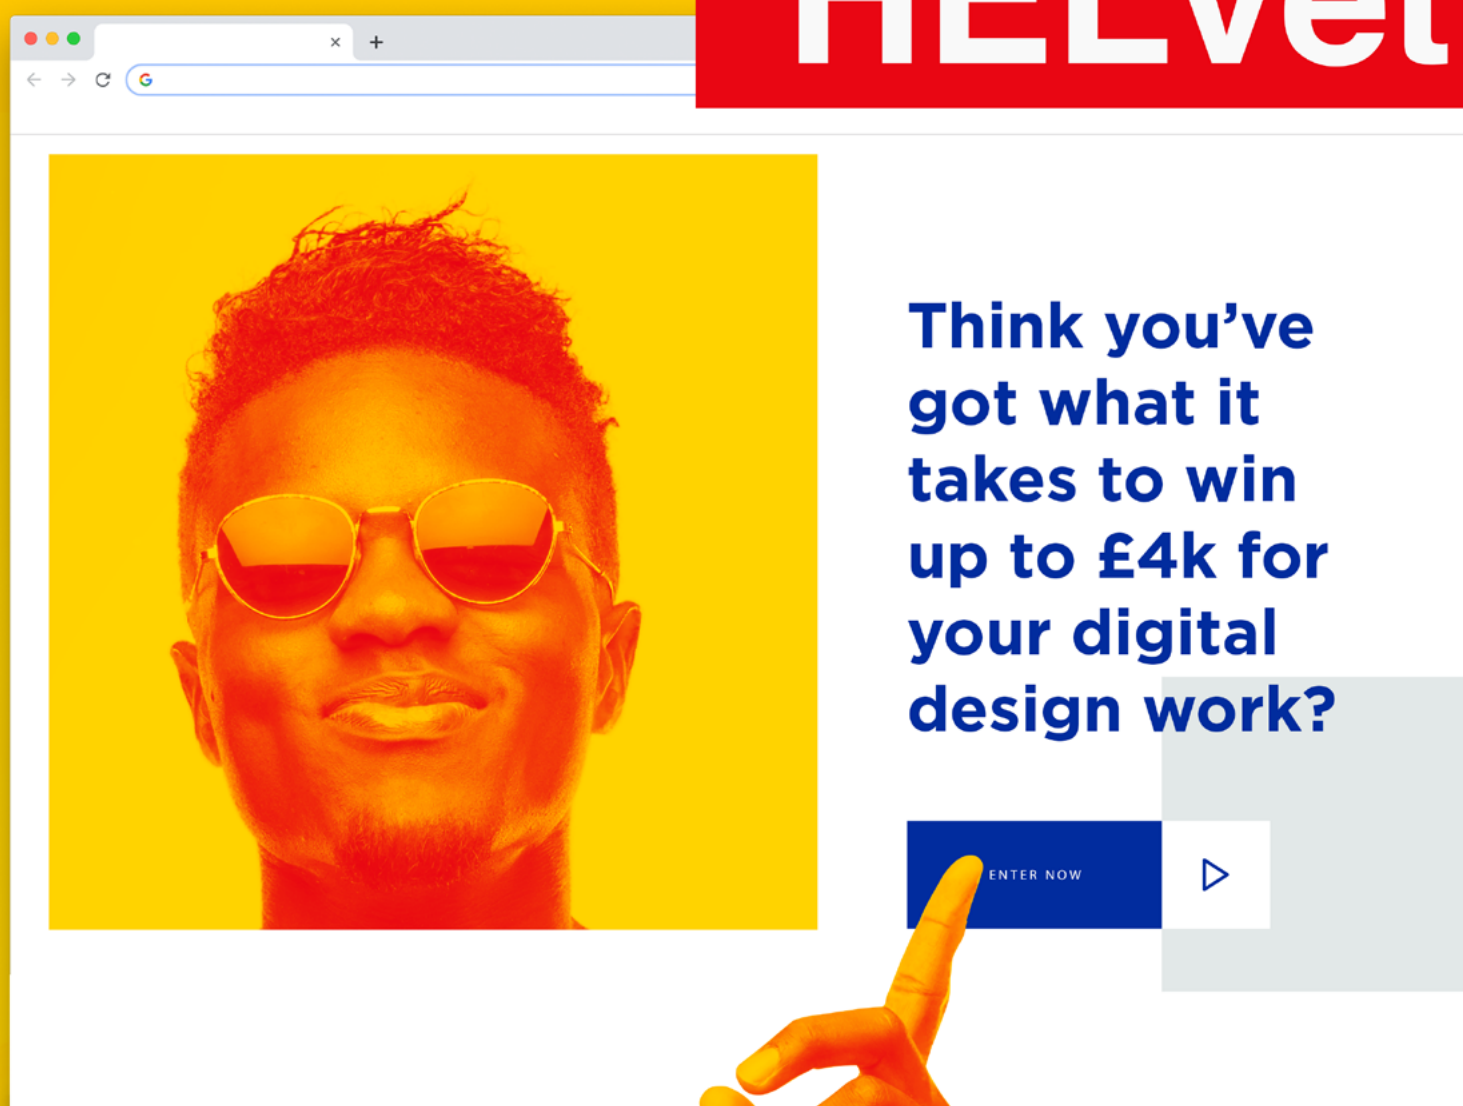 HELvet
Think you’ve
got what it
takes to win
up to £4k for
your digital
design work?
ENTER NOW